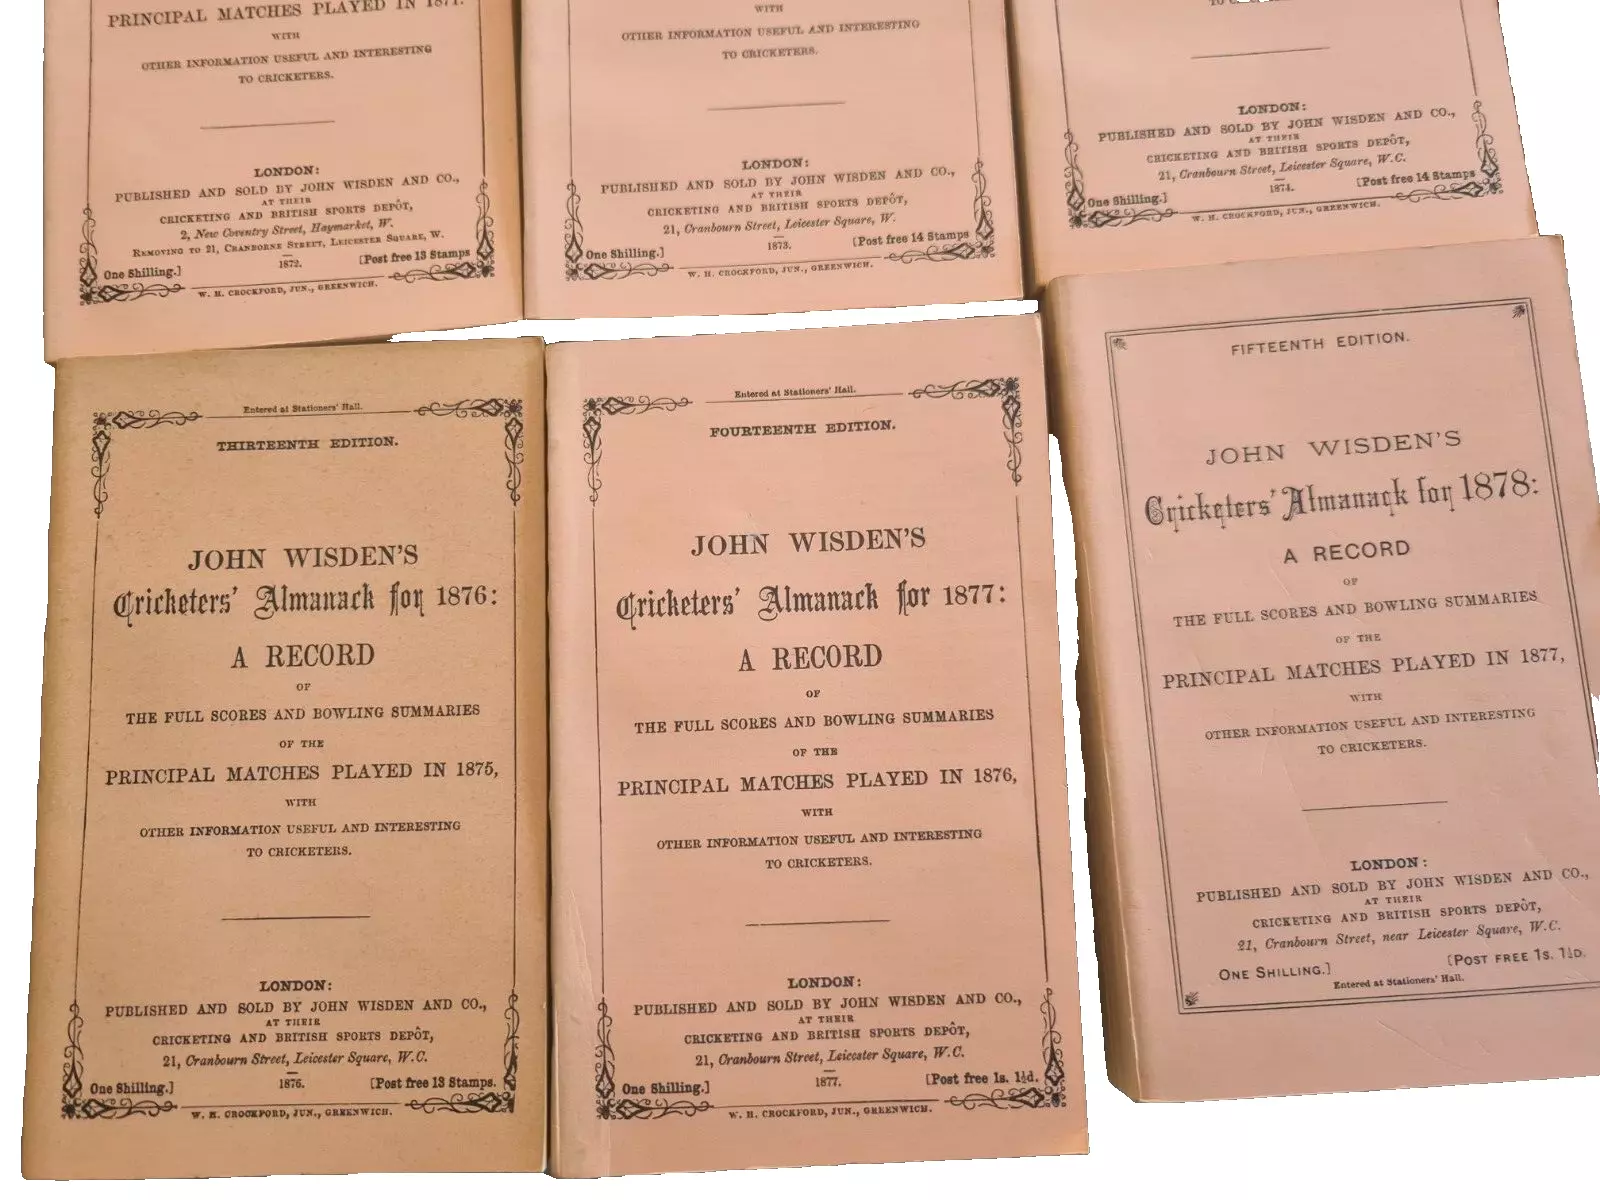 PRINCIPAL MATCHES PLAYED IN 1871.
WITH
OTHER INFORMATION USEFUL AND INTERESTING
TO CRICKETERS.
LONDON:
PUBLISHED AND SOLD BY JOHN WISDEN AND CO.,
AT THEIR
CRICKETING AND BRITISH SPORTS DEPÔT,
2, New Coventry Street, Haymarket, W.
REMOVING TO 21, CRANBORNE STREET, LEICESTER SQUARE, W.
One Shilling.] 1872. [Post free 13 Stamps
W. H. CROCKFORD, JUN., GREENWICH.
WITH
OTHER INFORMATION USEFUL AND INTERESTING
TO CRICKETERS.
LONDON:
PUBLISHED AND SOLD BY JOHN WISDEN AND CO.,
AT THEIR
CRICKETING AND BRITISH SPORTS DEPÔT,
21, Cranbourn Street, Leicester Square, W.
One Shilling.] 1873. [Post free 14 Stamps
W. H. CROCKFORD, JUN., GREENWICH.
LONDON:
PUBLISHED AND SOLD BY JOHN WISDEN AND CO.,
AT THEIR
CRICKETING AND BRITISH SPORTS DEPÔT,
21, Cranbourn Street, Leicester Square, W.C.
One Shilling.] 1874. [Post free 14 Stamps
W. H. CROCKFORD, JUN., GREENWICH.
Entered at Stationers' Hall.
THIRTEENTH EDITION.
JOHN WISDEN'S
Cricketers' Almanack for 1876:
A RECORD
OF
THE FULL SCORES AND BOWLING SUMMARIES
OF THE
PRINCIPAL MATCHES PLAYED IN 1875,
WITH
OTHER INFORMATION USEFUL AND INTERESTING
TO CRICKETERS.
LONDON:
PUBLISHED AND SOLD BY JOHN WISDEN AND CO.,
AT THEIR
CRICKETING AND BRITISH SPORTS DEPÔT,
21, Cranbourn Street, Leicester Square, W.C.
One Shilling.] 1876. [Post free 13 Stamps.
W. H. CROCKFORD, JUN., GREENWICH.
Entered at Stationers' Hall.
FOURTEENTH EDITION.
JOHN WISDEN'S
Cricketers' Almanack for 1877:
A RECORD
OF
THE FULL SCORES AND BOWLING SUMMARIES
OF THE
PRINCIPAL MATCHES PLAYED IN 1876,
WITH
OTHER INFORMATION USEFUL AND INTERESTING
TO CRICKETERS.
LONDON:
PUBLISHED AND SOLD BY JOHN WISDEN AND CO.,
AT THEIR
CRICKETING AND BRITISH SPORTS DEPÔT,
21, Cranbourn Street, Leicester Square, W.C.
One Shilling.] 1877. [Post free 1s. 1½d.
W. H. CROCKFORD, JUN., GREENWICH.
FIFTEENTH EDITION.
JOHN WISDEN'S
Cricketers' Almanack for 1878:
A RECORD
OF
THE FULL SCORES AND BOWLING SUMMARIES
OF THE
PRINCIPAL MATCHES PLAYED IN 1877,
WITH
OTHER INFORMATION USEFUL AND INTERESTING
TO CRICKETERS.
LONDON:
PUBLISHED AND SOLD BY JOHN WISDEN AND CO.,
AT THEIR
CRICKETING AND BRITISH SPORTS DEPÔT,
21, Cranbourn Street, near Leicester Square, W.C.
ONE SHILLING.] [POST FREE 1s. 1½D.
Entered at Stationers' Hall.